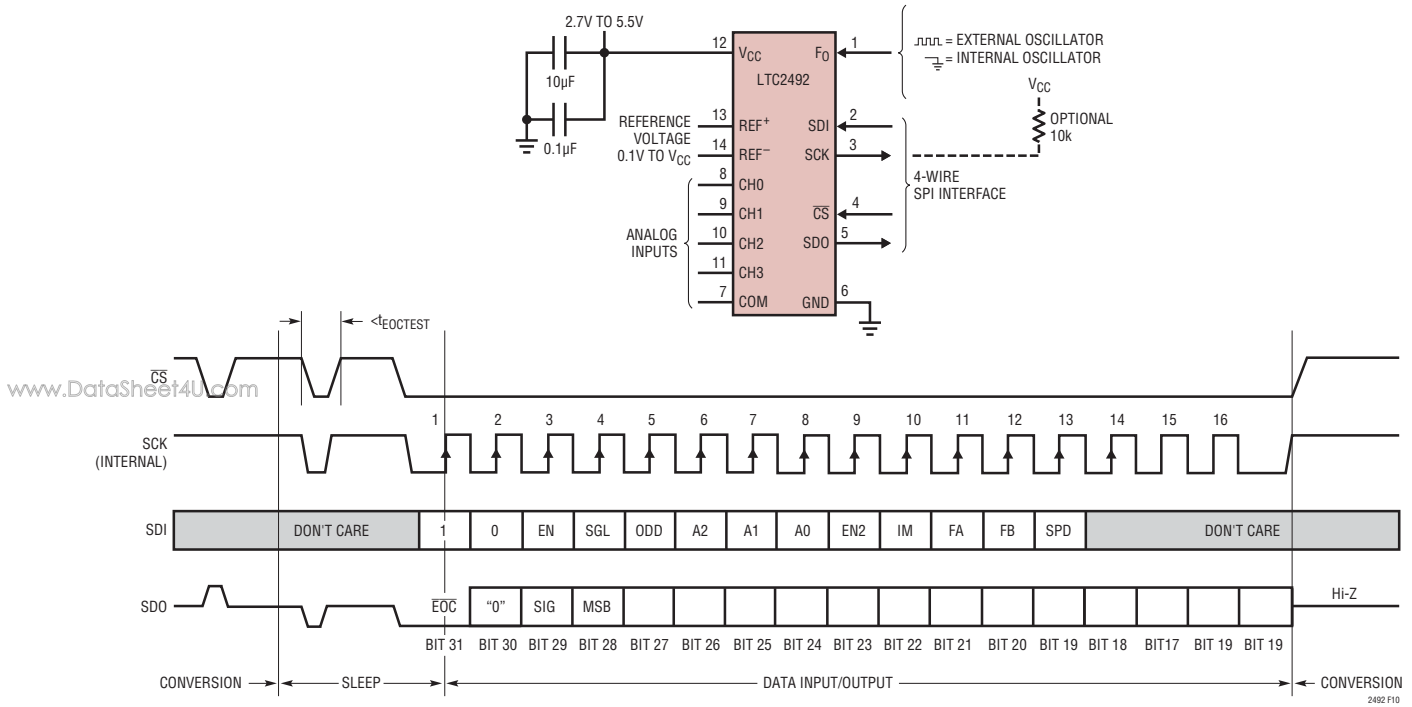 2.7V TO 5.5V
10µF
0.1µF
12
VCC
FO
1
LTC2492
= EXTERNAL OSCILLATOR
= INTERNAL OSCILLATOR
VCC
OPTIONAL
10k
REFERENCE
VOLTAGE
0.1V TO VCC
13
REF+
SDI
2
14
REF–
SCK
3
4-WIRE
SPI INTERFACE
8
CH0
9
CH1
CS
4
ANALOG
INPUTS
10
CH2
SDO
5
11
CH3
7
COM
GND
6
<tEOCTEST
CS
www.DataSheet4U.com
1 2 3 4 5 6 7 8 9 10 11 12 13 14 15 16
SCK
(INTERNAL)
SDI DON'T CARE 1 0 EN SGL ODD A2 A1 A0 EN2 IM FA FB SPD DON'T CARE
SDO EOC "0" SIG MSB Hi-Z
BIT 31 BIT 30 BIT 29 BIT 28 BIT 27 BIT 26 BIT 25 BIT 24 BIT 23 BIT 22 BIT 21 BIT 20 BIT 19 BIT 18 BIT17 BIT 19 BIT 19
CONVERSION SLEEP DATA INPUT/OUTPUT CONVERSION
2492 F10